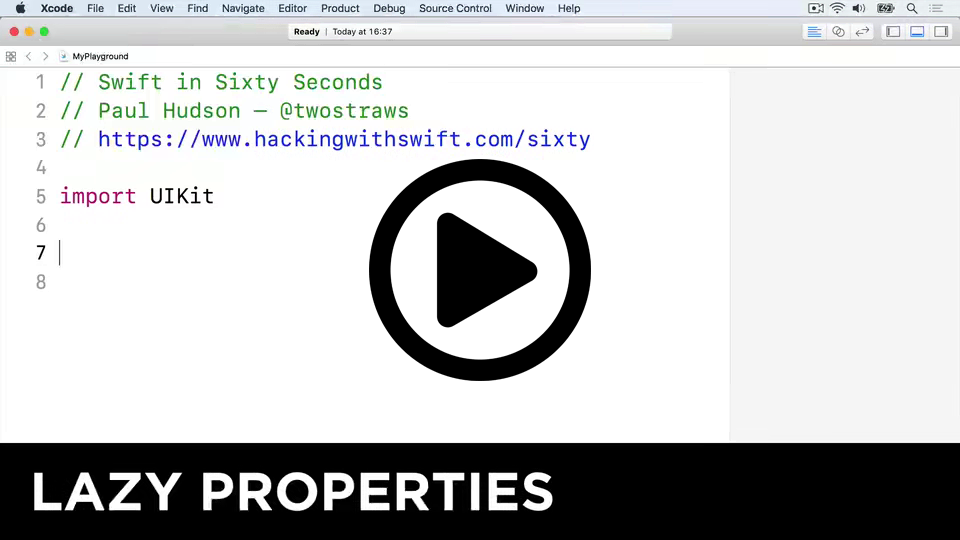 Xcode File Edit View Find Navigate Editor Product Debug Source Control Window Help
Ready | Today at 16:37
MyPlayground
1 // Swift in Sixty Seconds
2 // Paul Hudson — @twostraws
3 // https://www.hackingwithswift.com/sixty
4
5 import UIKit
6
7
8
LAZY PROPERTIES